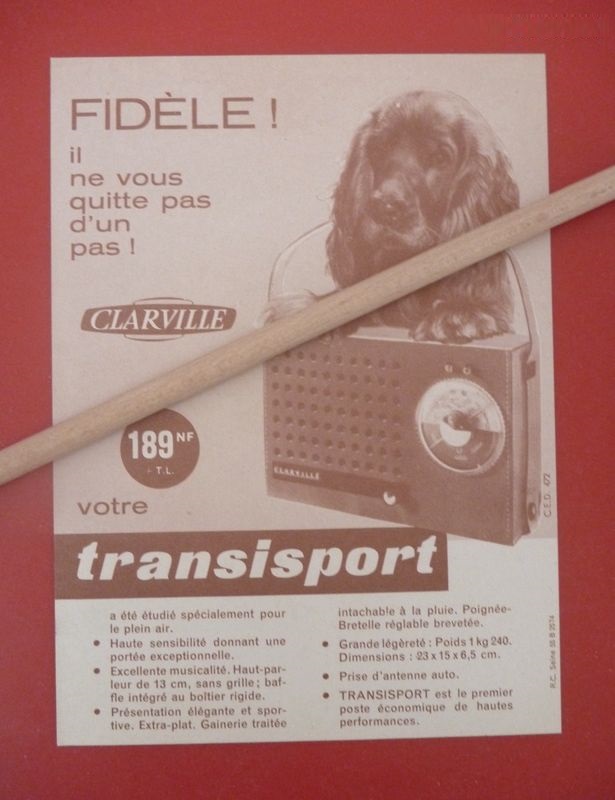 FIDÈLE !
il
ne vous
quitte pas
d'un
pas !
CLARVILLE
189 NF
+ T.L.
CLARVILLE
C.E.D. 472
votre
transisport
a été étudié spécialement pour
le plein air.
• Haute sensibilité donnant une
portée exceptionnelle.
• Excellente musicalité. Haut-par-
leur de 13 cm, sans grille ; baf-
fle intégré au boîtier rigide.
• Présentation élégante et spor-
tive. Extra-plat. Gainerie traitée
intachable à la pluie. Poignée-
Bretelle réglable brevetée.
• Grande légèreté : Poids 1 kg 240.
Dimensions : 23 x 15 x 6,5 cm.
• Prise d'antenne auto.
• TRANSISPORT est le premier
poste économique de hautes
performances.
R.C. Seine 55 B 2574